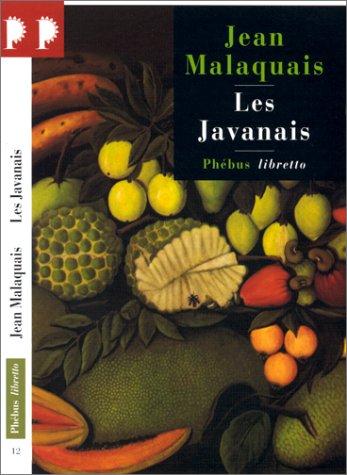 P P
Jean
Malaquais
Les
Javanais
Phébus libretto
Jean Malaquais Les Javanais
Phébus libretto
12